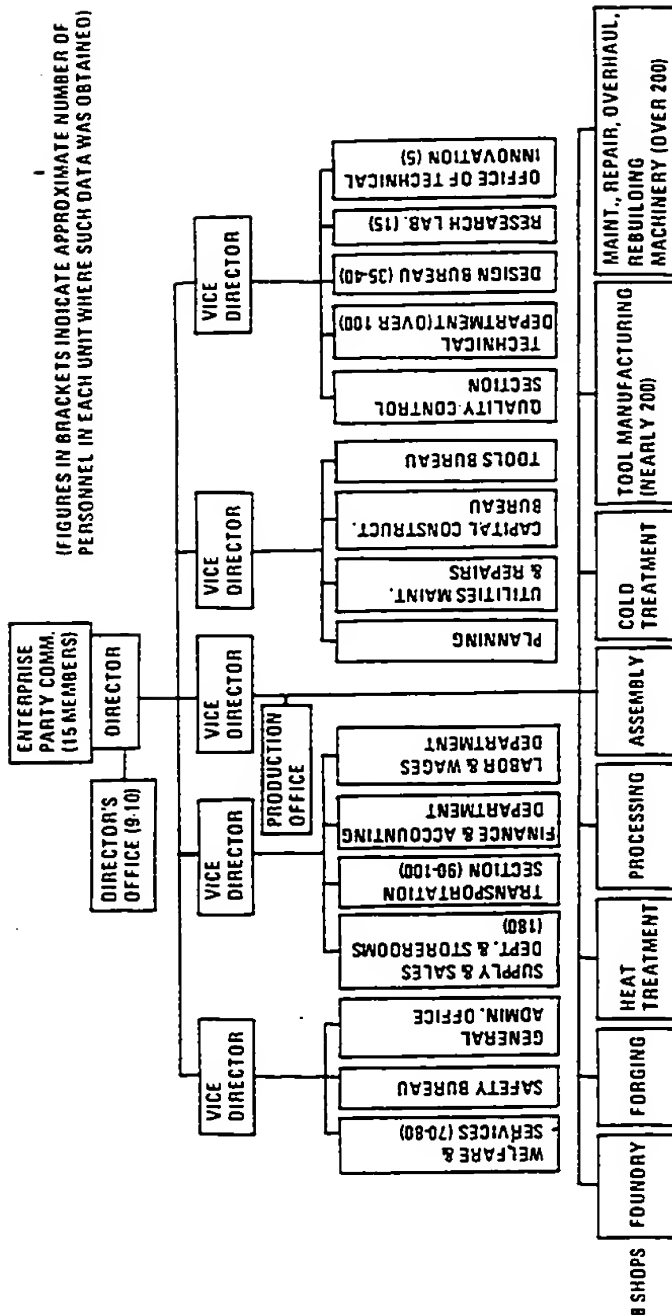 (FIGURES IN BRACKETS INDICATE APPROXIMATE NUMBER OF
PERSONNEL IN EACH UNIT WHERE SUCH DATA WAS OBTAINED)
ENTERPRISE
PARTY COMM.
(15 MEMBERS)
DIRECTOR
DIRECTOR'S
OFFICE (9-10)
VICE
DIRECTOR
VICE
DIRECTOR
VICE
DIRECTOR
VICE
DIRECTOR
VICE
DIRECTOR
PRODUCTION
OFFICE
WELFARE &
SERVICES (70-80)
SAFETY BUREAU
GENERAL
ADMIN. OFFICE
SUPPLY & SALES
DEPT. & STOREROOMS
(180)
TRANSPORTATION
SECTION (90-100)
FINANCE & ACCOUNTING
DEPARTMENT
LABOR & WAGES
DEPARTMENT
PLANNING
UTILITIES MAINT.
& REPAIRS
CAPITAL CONSTRUCT.
BUREAU
TOOLS BUREAU
QUALITY-CONTROL
SECTION
TECHNICAL
DEPARTMENT (OVER 100)
DESIGN BUREAU (35-40)
RESEARCH LAB. (15)
OFFICE OF TECHNICAL
INNOVATION (5)
8 SHOPS
FOUNDRY
FORGING
HEAT
TREATMENT
PROCESSING
ASSEMBLY
COLD
TREATMENT
TOOL MANUFACTURING
(NEARLY 200)
MAINT., REPAIR, OVERHAUL,
REBUILDING
MACHINERY (OVER 200)